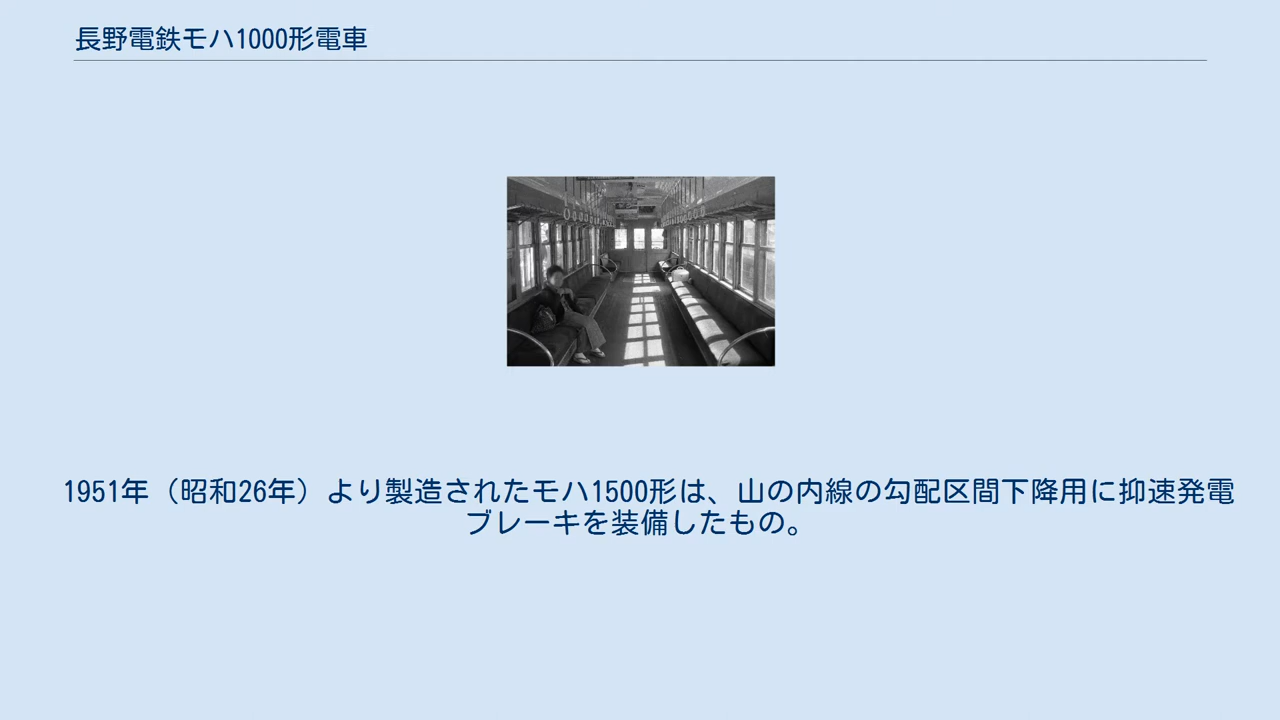 長野電鉄モハ1000形電車
1951年（昭和26年）より製造されたモハ1500形は、山の内線の勾配区間下降用に抑速発電
ブレーキを装備したもの。